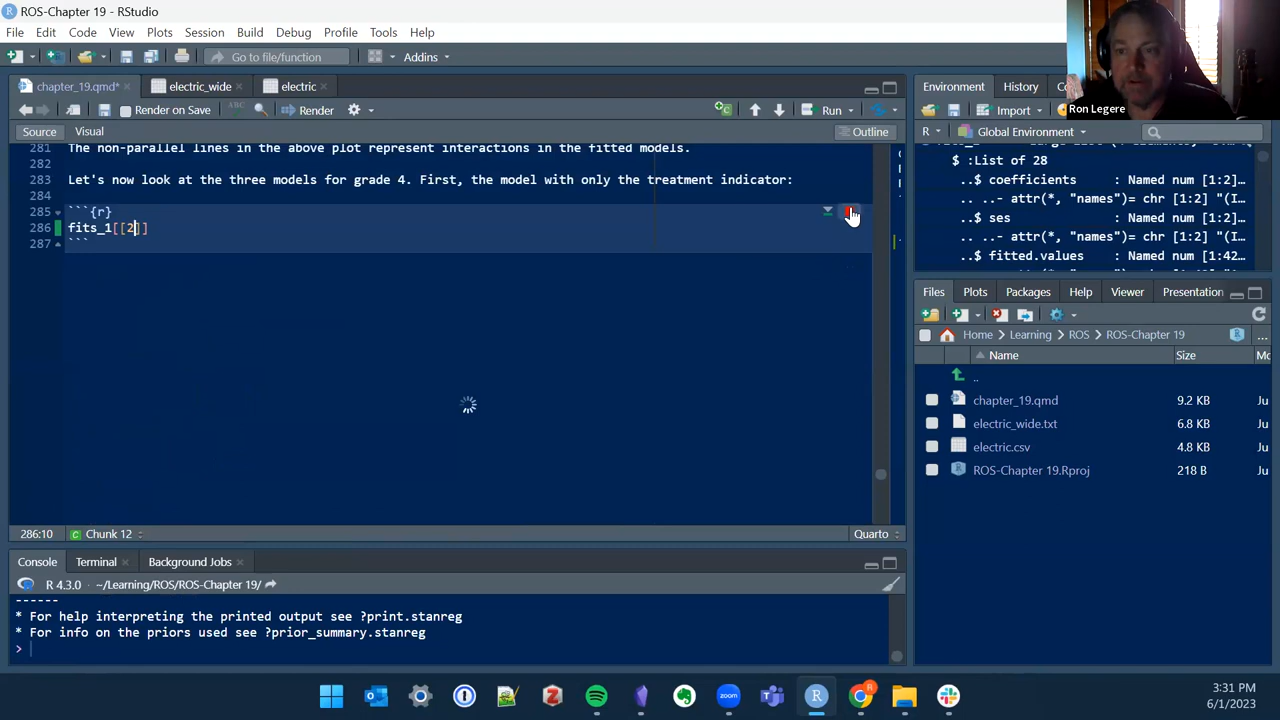 ROS-Chapter 19 - RStudio
File Edit Code View Plots Session Build Debug Profile Tools Help
Go to file/function
Addins
Ron Legere
chapter_19.qmd*
electric_wide
electric
Render on Save
ABC
Render
Run
Source
Visual
Outline
281 The non-parallel lines in the above plot represent interactions in the fitted models.
282
283 Let's now look at the three models for grade 4. First, the model with only the treatment indicator:
284
285 ```{r}
286 fits_1[[2]]
287 ```
286:10
Chunk 12
Quarto
Console
Terminal
Background Jobs
R 4.3.0 · ~/Learning/ROS/ROS-Chapter 19/
------
* For help interpreting the printed output see ?print.stanreg
* For info on the priors used see ?prior_summary.stanreg
>
Environment
History
Import
R
Global Environment
$ :List of 28
..$ coefficients : Named num [1:2]…
..- attr(*, "names")= chr [1:2] "(I…
..$ ses : Named num [1:2]…
..- attr(*, "names")= chr [1:2] "(I…
..$ fitted.values : Named num [1:42…
Files
Plots
Packages
Help
Viewer
Presentation
Home
Learning
ROS
ROS-Chapter 19
...
Name
Size
Mo
..
chapter_19.qmd 9.2 KB Ju
electric_wide.txt 6.8 KB Ju
electric.csv 4.8 KB Ju
ROS-Chapter 19.Rproj 218 B Ju
zoom
3:31 PM
6/1/2023